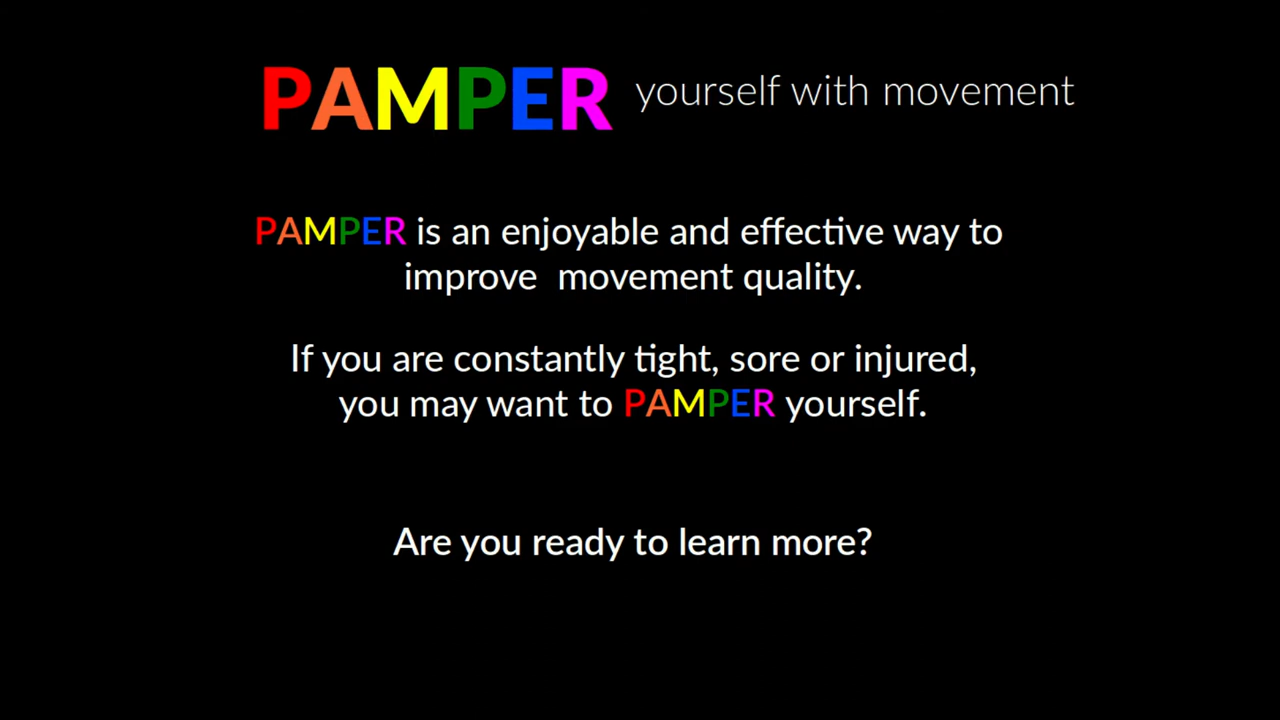 PAMPER yourself with movement
PAMPER is an enjoyable and effective way to
improve  movement quality.
If you are constantly tight, sore or injured,
you may want to PAMPER yourself.
Are you ready to learn more?